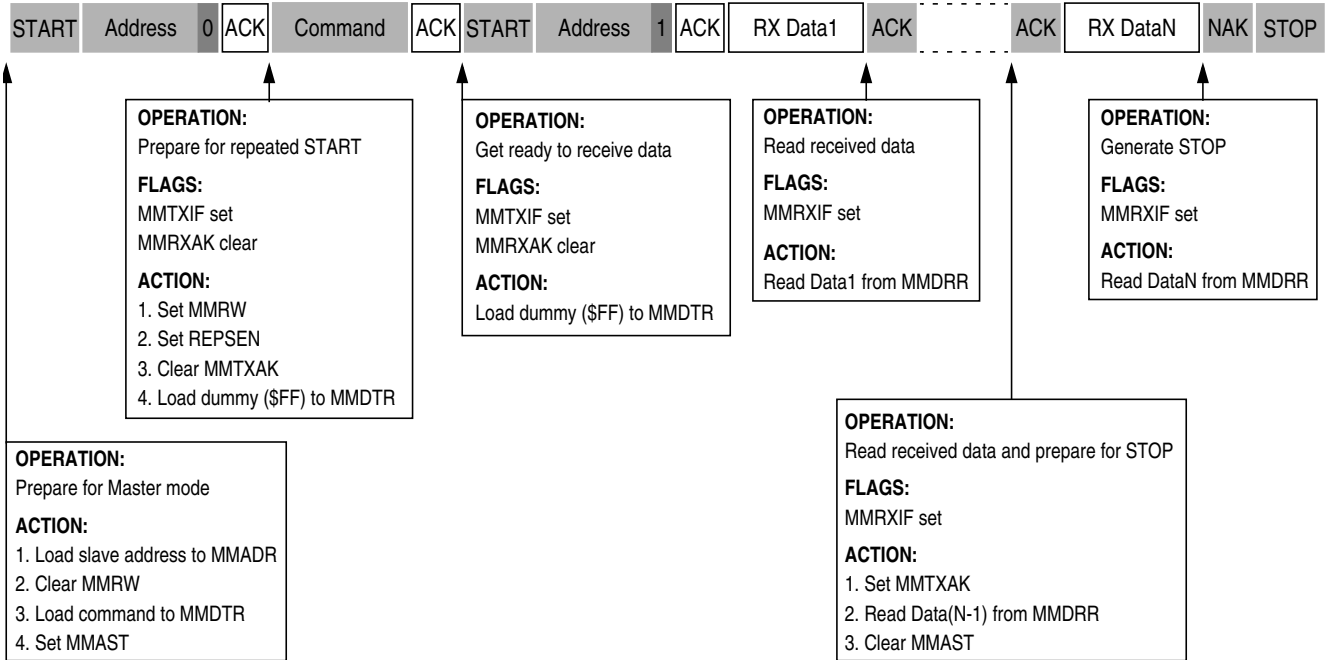 START Address 0 ACK Command ACK START Address 1 ACK RX Data1 ACK ACK RX DataN NAK STOP
OPERATION:
Prepare for repeated START
FLAGS:
MMTXIF set
MMRXAK clear
ACTION:
1. Set MMRW
2. Set REPSEN
3. Clear MMTXAK
4. Load dummy ($FF) to MMDTR
OPERATION:
Get ready to receive data
FLAGS:
MMTXIF set
MMRXAK clear
ACTION:
Load dummy ($FF) to MMDTR
OPERATION:
Read received data
FLAGS:
MMRXIF set
ACTION:
Read Data1 from MMDRR
OPERATION:
Generate STOP
FLAGS:
MMRXIF set
ACTION:
Read DataN from MMDRR
OPERATION:
Prepare for Master mode
ACTION:
1. Load slave address to MMADR
2. Clear MMRW
3. Load command to MMDTR
4. Set MMAST
OPERATION:
Read received data and prepare for STOP
FLAGS:
MMRXIF set
ACTION:
1. Set MMTXAK
2. Read Data(N-1) from MMDRR
3. Clear MMAST